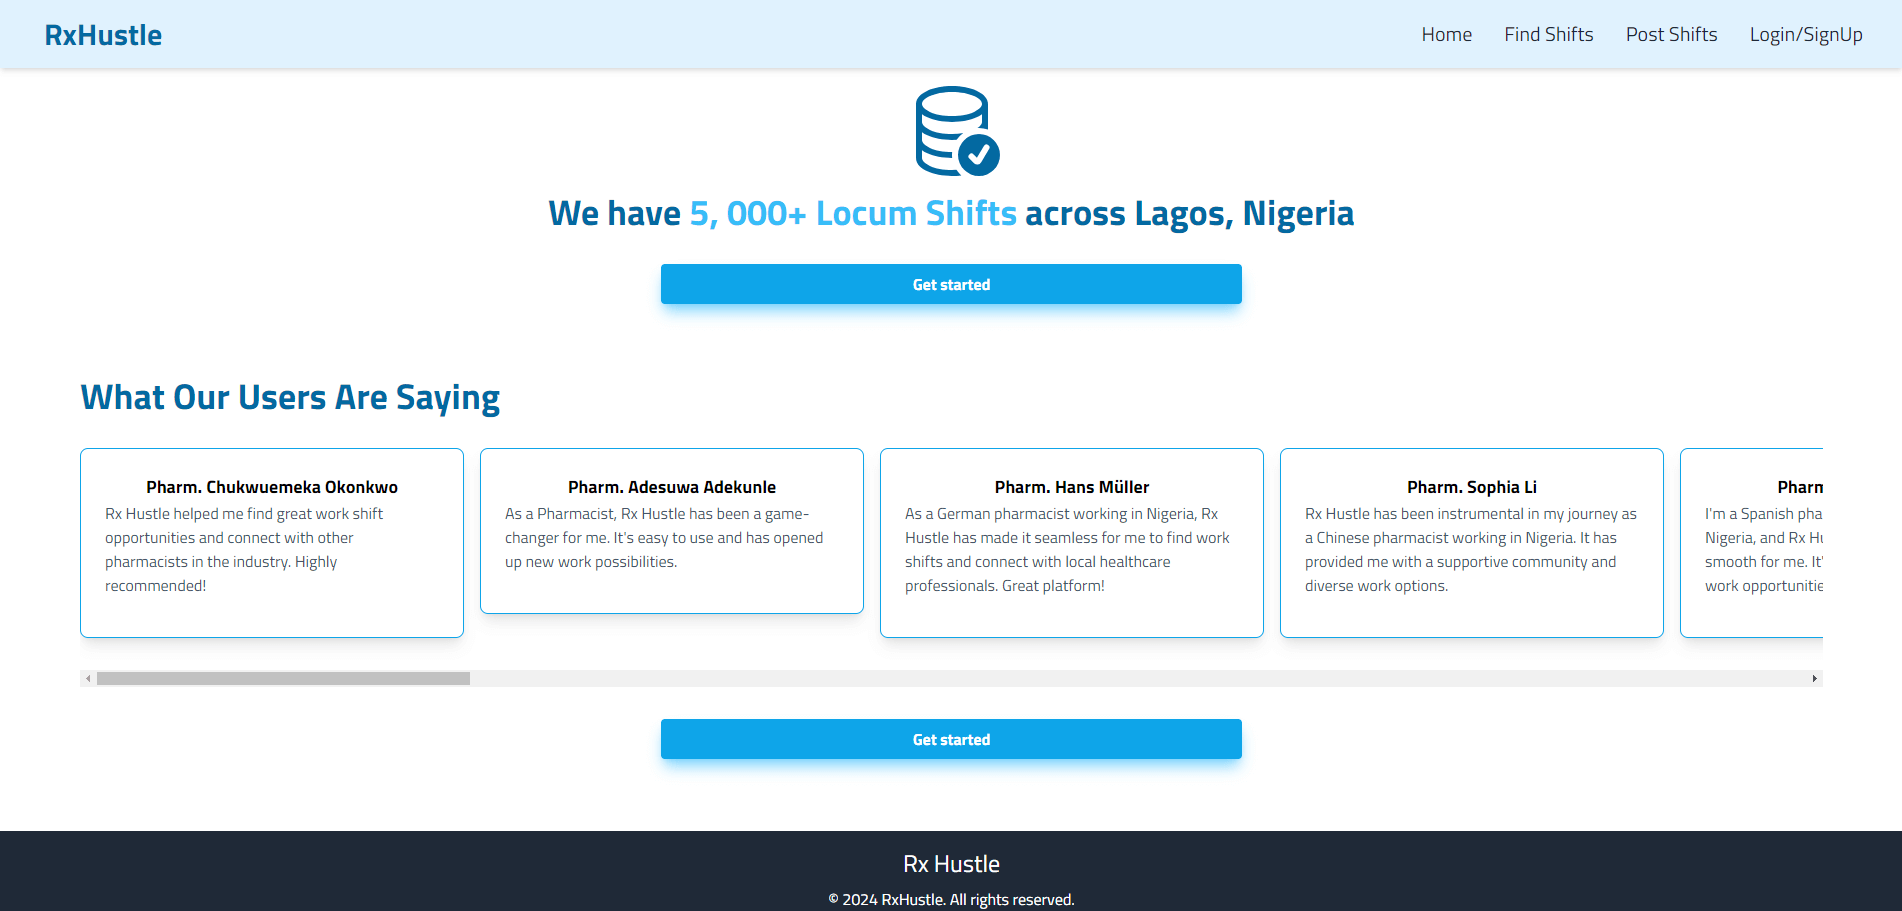 RxHustle
Home Find Shifts Post Shifts Login/SignUp
We have 5, 000+ Locum Shifts across Lagos, Nigeria
Get started
What Our Users Are Saying
Pharm. Chukwuemeka Okonkwo
Rx Hustle helped me find great work shift
opportunities and connect with other
pharmacists in the industry. Highly
recommended!
Pharm. Adesuwa Adekunle
As a Pharmacist, Rx Hustle has been a game-
changer for me. It's easy to use and has opened
up new work possibilities.
Pharm. Hans Müller
As a German pharmacist working in Nigeria, Rx
Hustle has made it seamless for me to find work
shifts and connect with local healthcare
professionals. Great platform!
Pharm. Sophia Li
Rx Hustle has been instrumental in my journey as
a Chinese pharmacist working in Nigeria. It has
provided me with a supportive community and
diverse work options.
Pharm
I'm a Spanish pha
Nigeria, and Rx Hu
smooth for me. It'
work opportunitie
Get started
Rx Hustle
© 2024 RxHustle. All rights reserved.